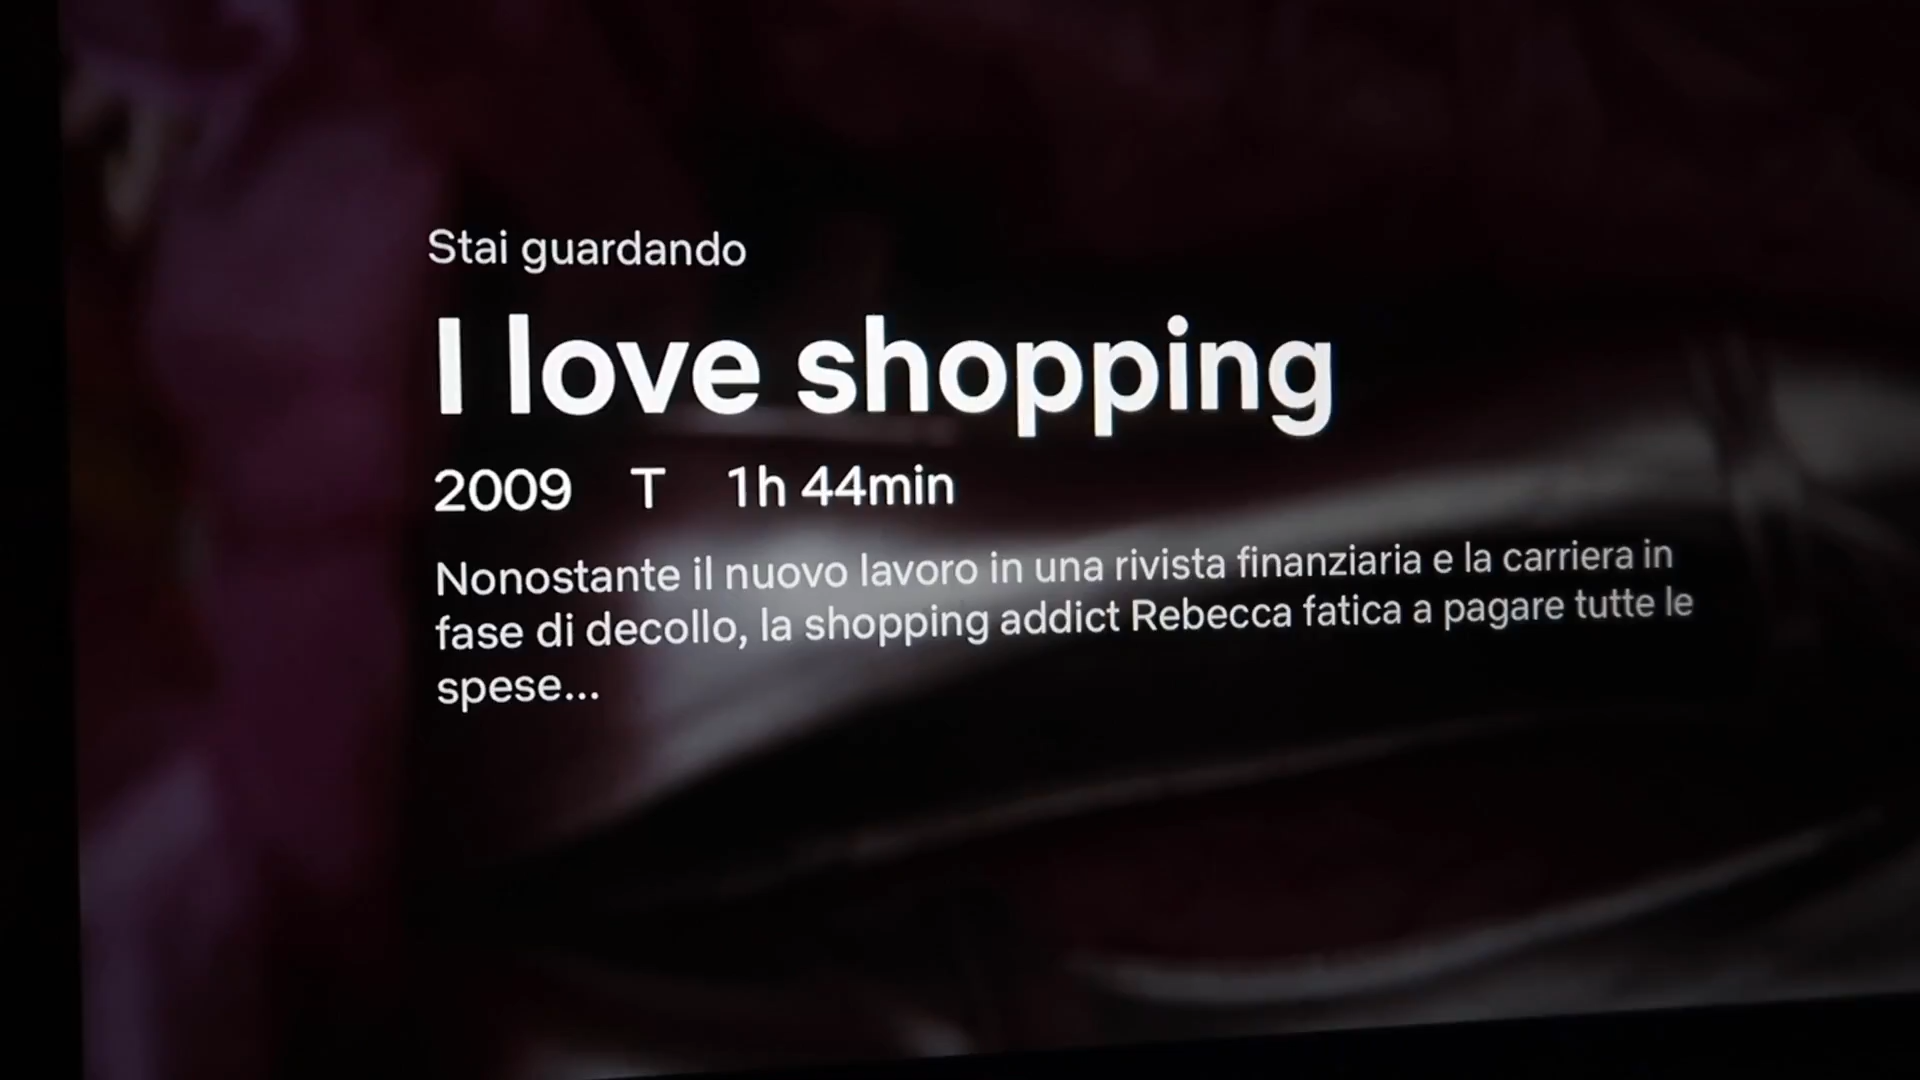 Stai guardando
I love shopping
2009 T 1h 44min
Nonostante il nuovo lavoro in una rivista finanziaria e la carriera in
fase di decollo, la shopping addict Rebecca fatica a pagare tutte le
spese...